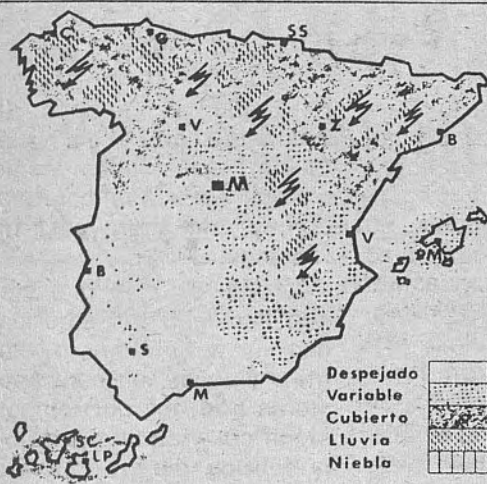 C
O
SS
V
Z
B
M
V
PM
B
S
M
SC
LP
Despejado
Variable
Cubierto
Lluvia
Niebla